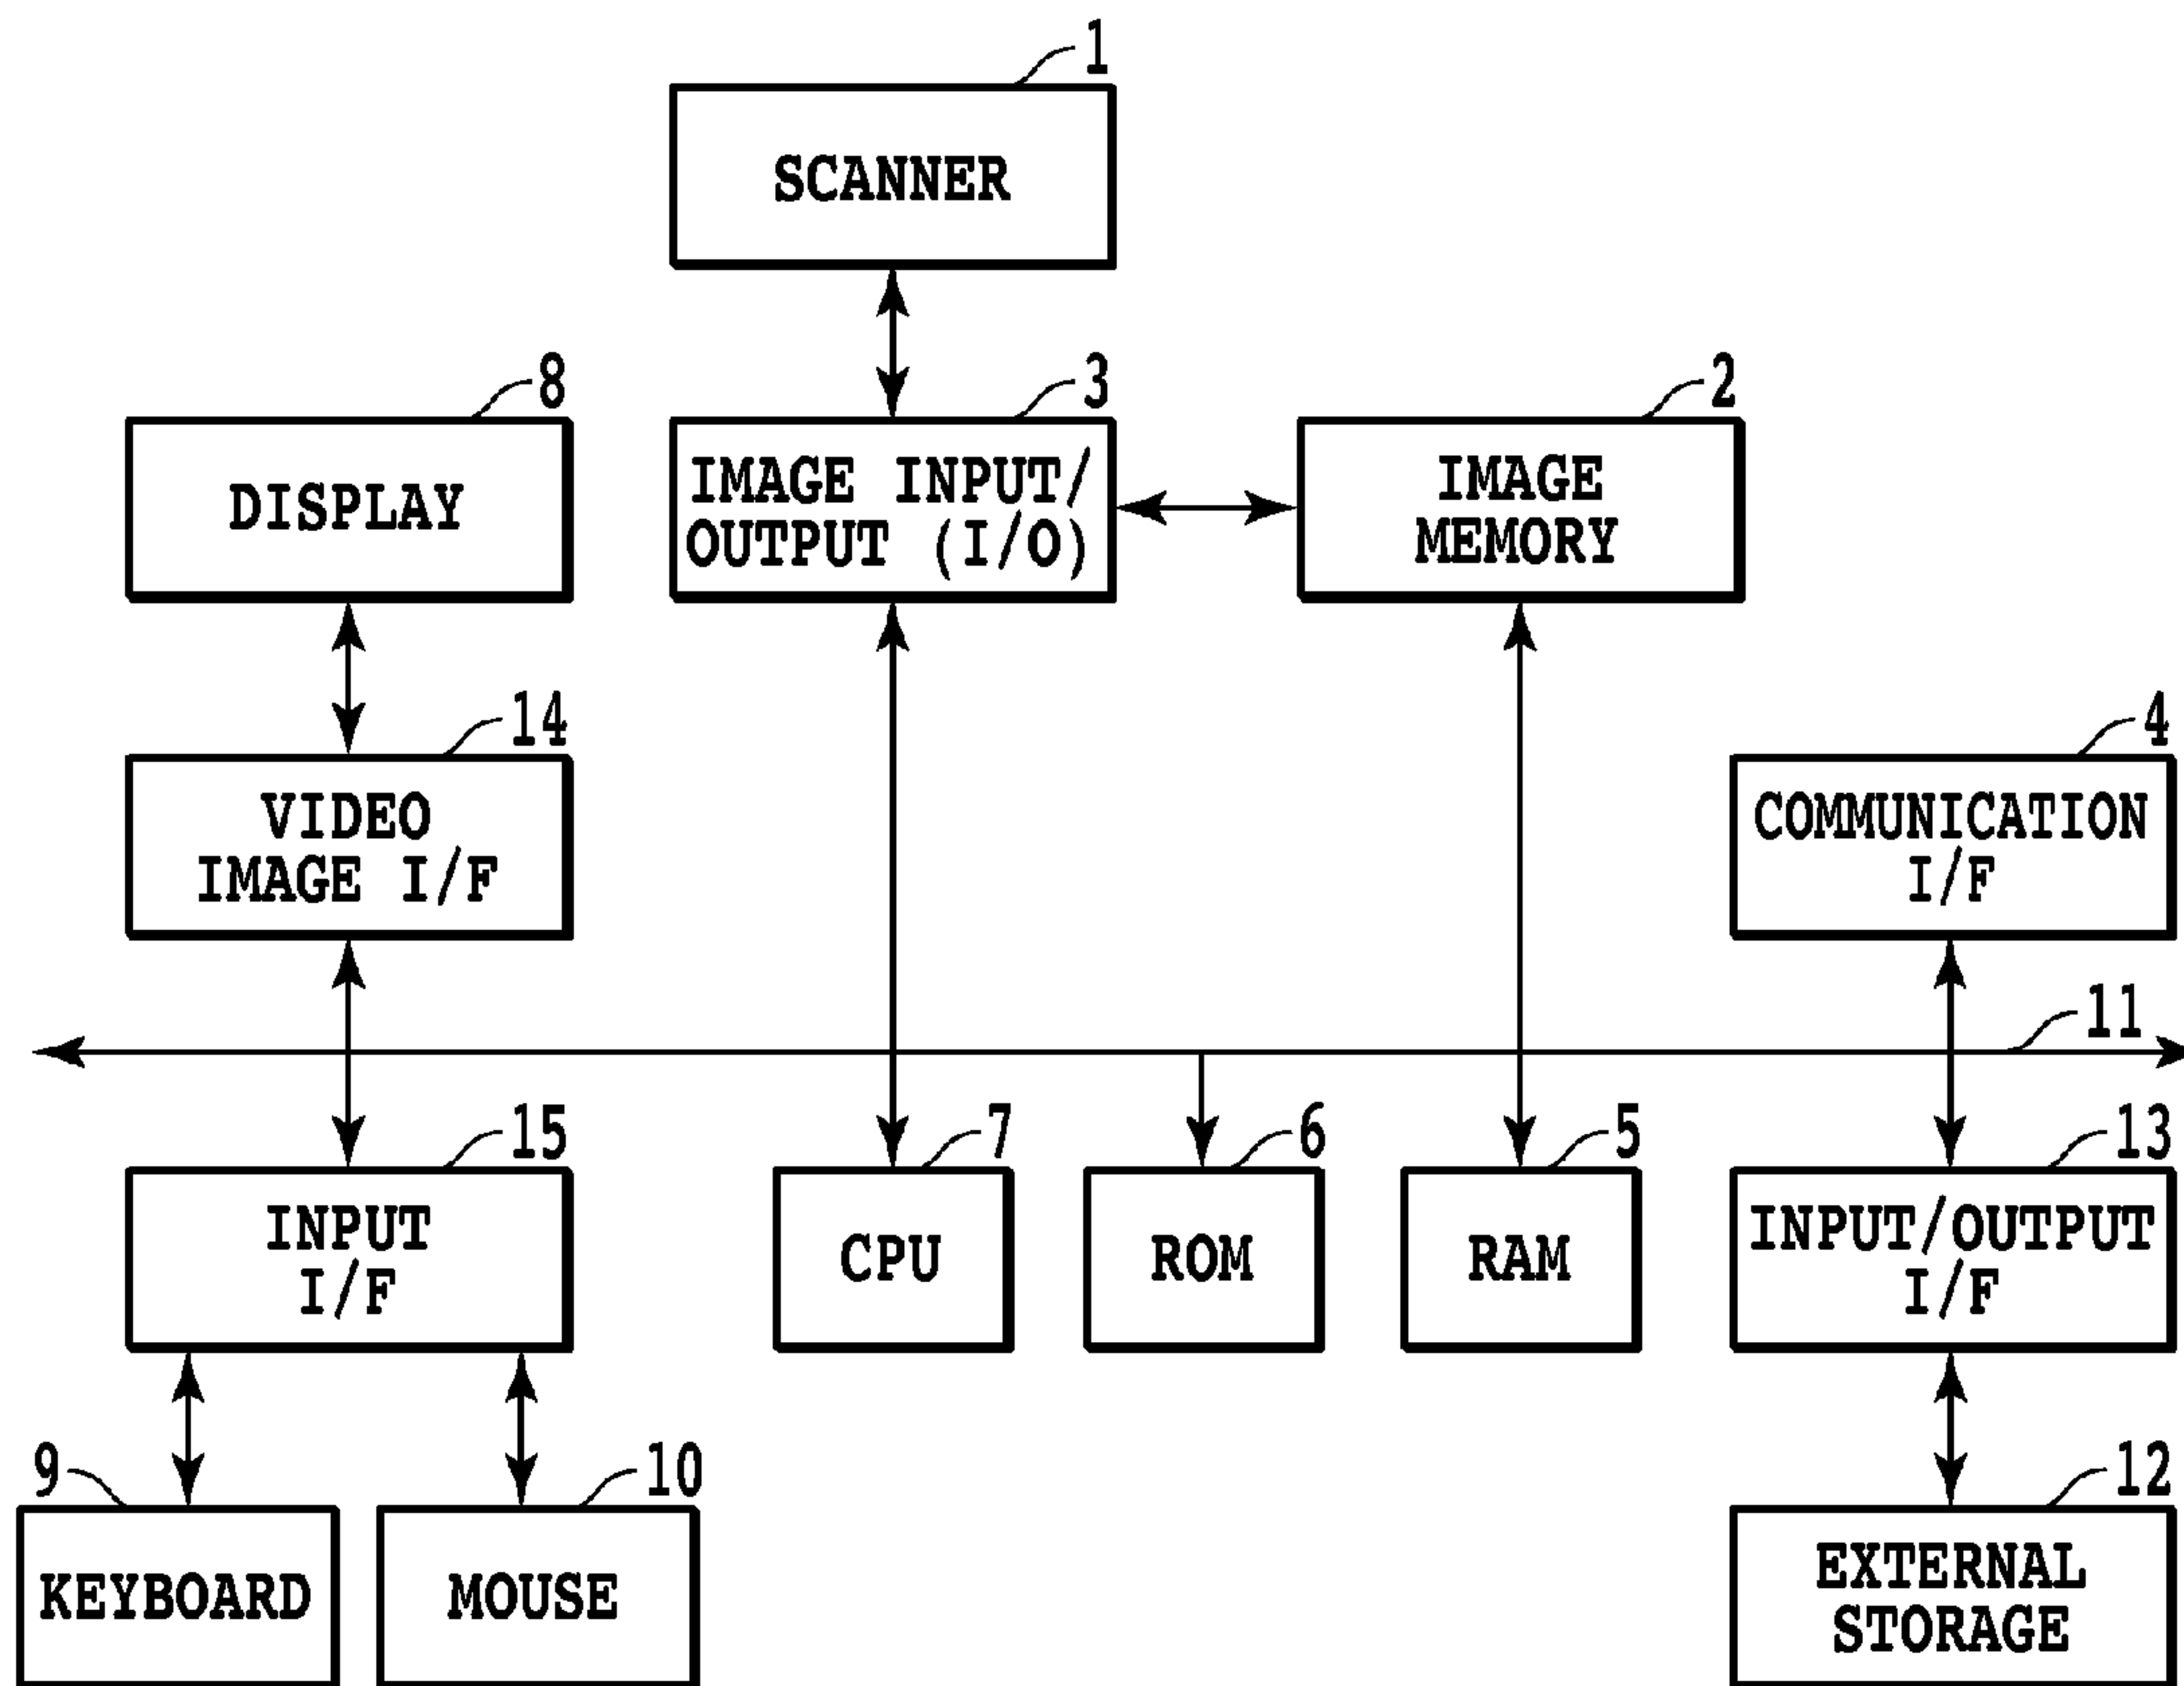 1
SCANNER
8
3
2
DISPLAY
IMAGE INPUT/
OUTPUT (I/O)
IMAGE
MEMORY
14
4
VIDEO
IMAGE I/F
COMMUNICATION
I/F
11
15
7
6
5
13
INPUT
I/F
CPU
ROM
RAM
INPUT/OUTPUT
I/F
9
10
12
KEYBOARD
MOUSE
EXTERNAL
STORAGE